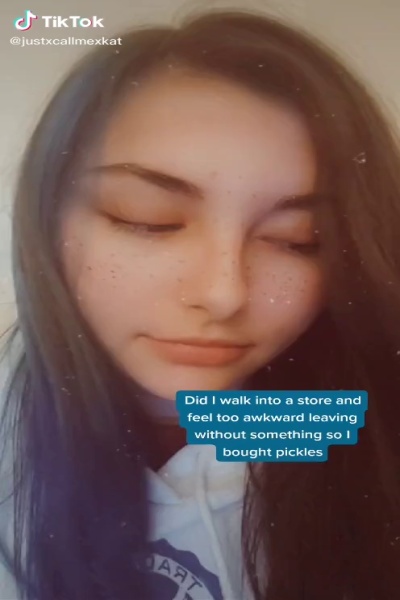 TikTok
@justxcallmexkat
Did I walk into a store and
feel too awkward leaving
without something so I
bought pickles